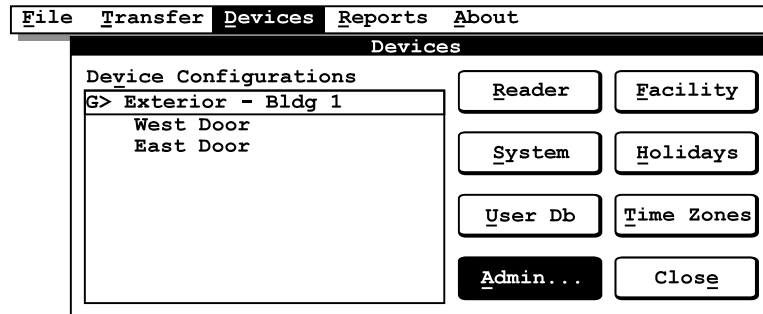 File Transfer Devices Reports About
Devices
Device Configurations
G> Exterior - Bldg 1
West Door
East Door
Reader Facility
System Holidays
User Db Time Zones
Admin... Close